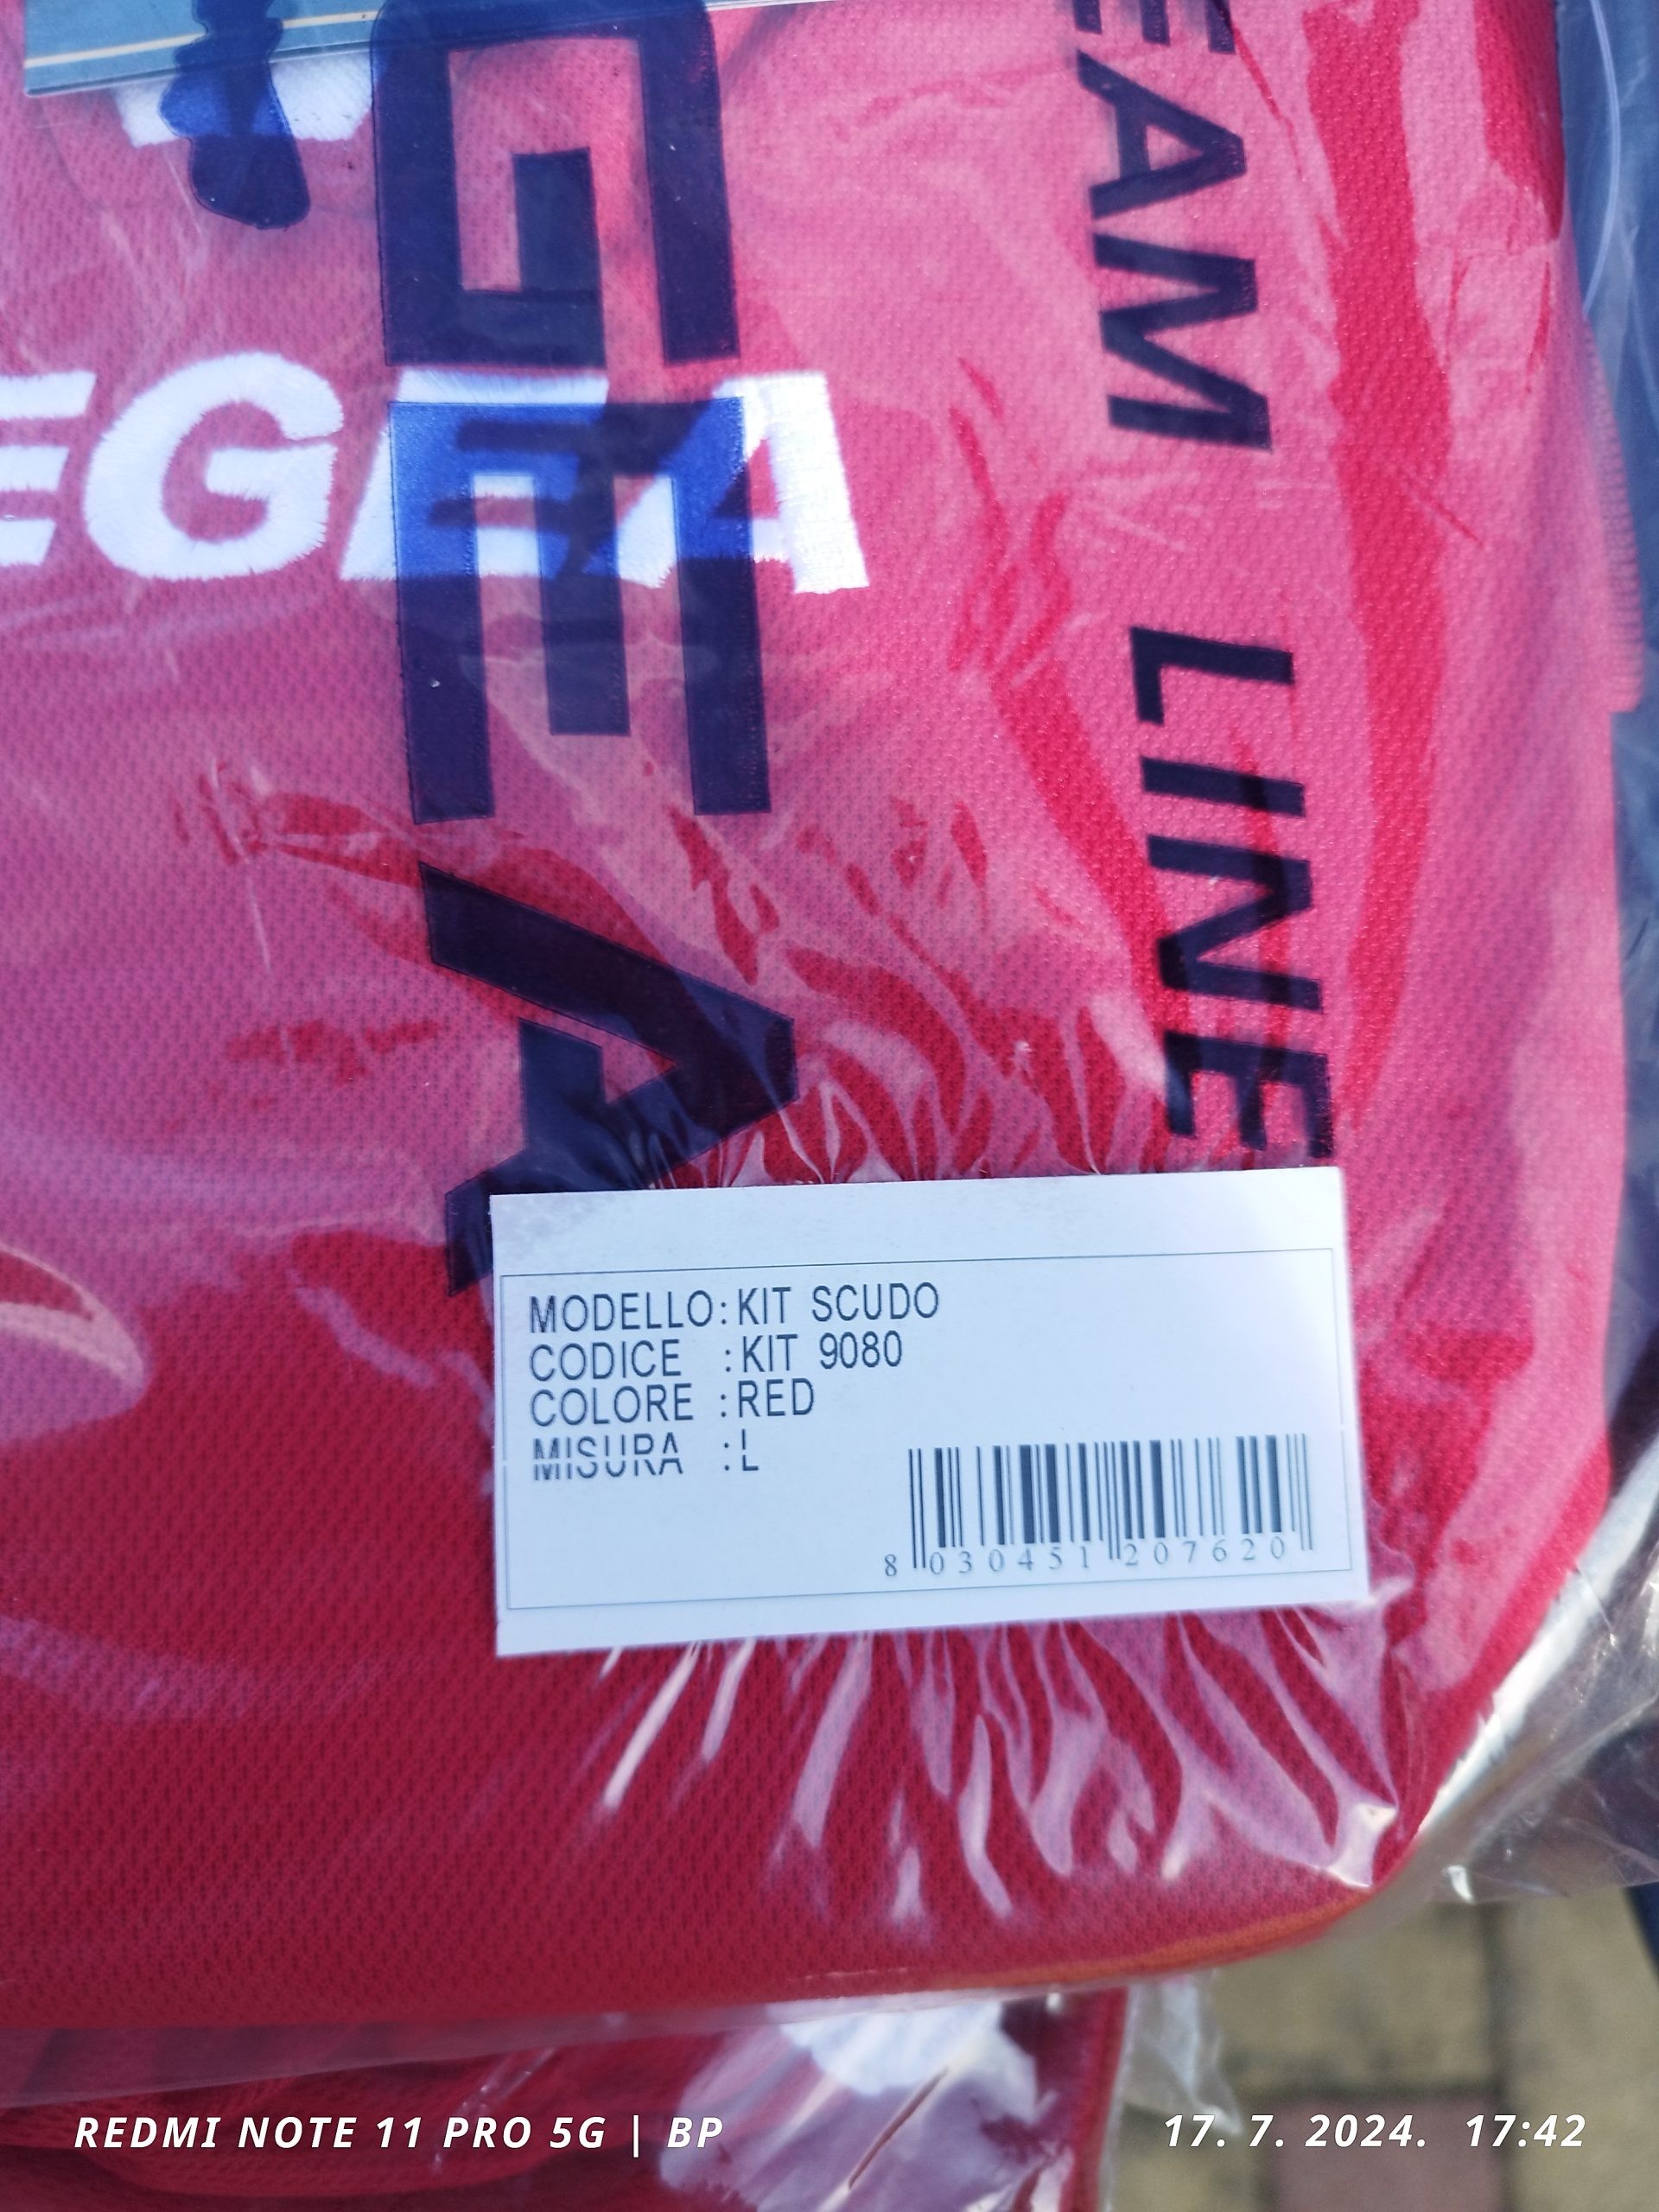 GEA
EAM LINE
EGEA
MODELLO: KIT SCUDO
CODICE : KIT 9080
COLORE : RED
MISURA : L
8 030451 207620
REDMI NOTE 11 PRO 5G | BP
17. 7. 2024. 17:42